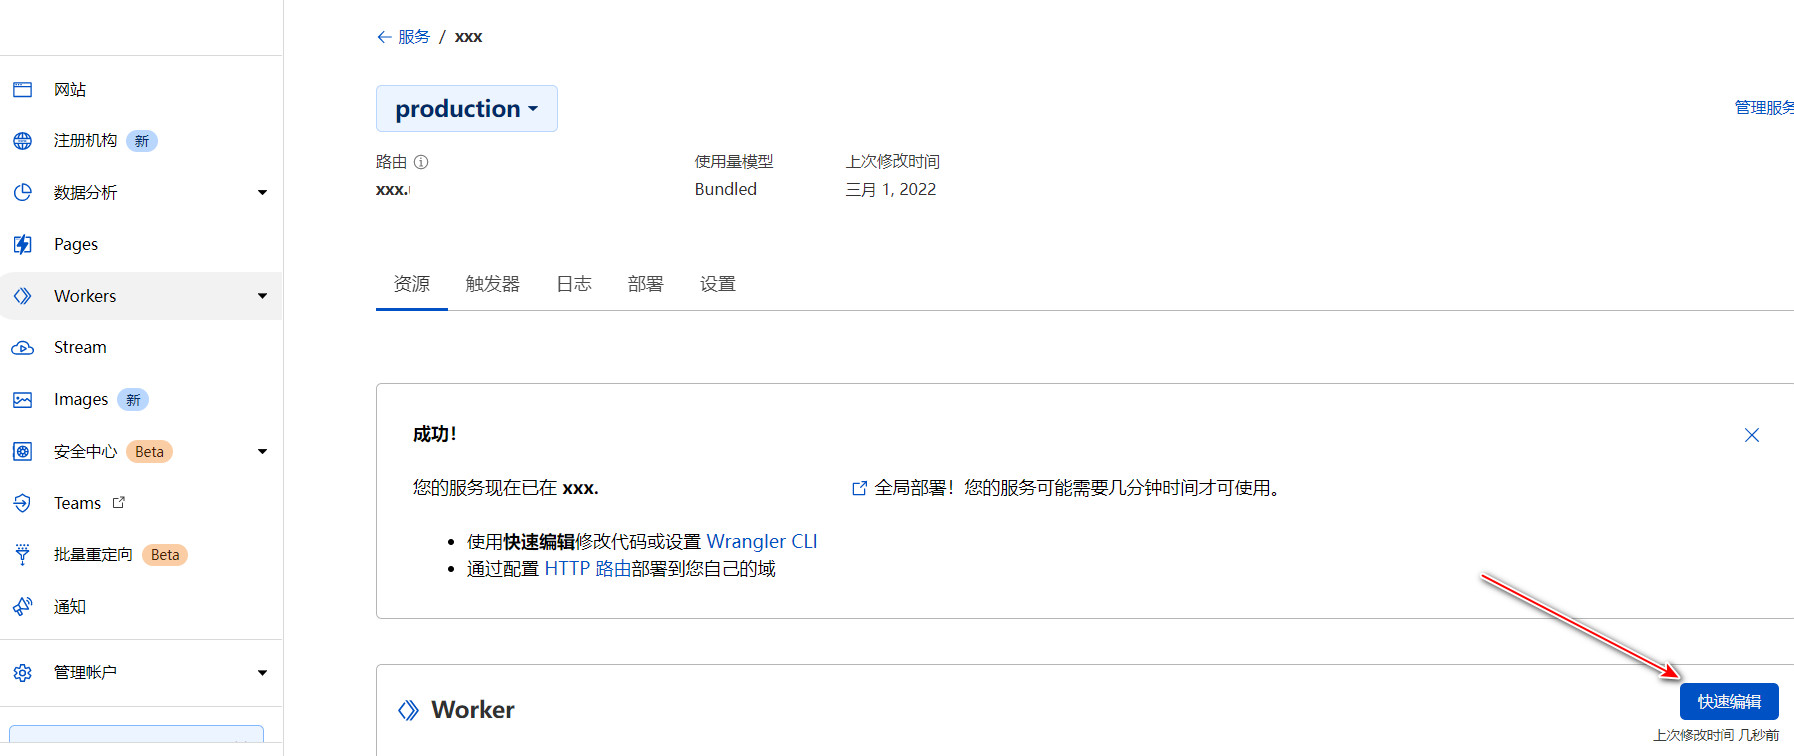 网站
注册机构 新
数据分析
Pages
Workers
Stream
Images 新
安全中心 Beta
Teams
批量重定向 Beta
通知
管理帐户
服务 / xxx
production
管理服务
路由
xxx.
使用量模型
Bundled
上次修改时间
三月 1, 2022
资源 触发器 日志 部署 设置
成功！
您的服务现在已在 xxx. 全局部署！您的服务可能需要几分钟时间才可使用。
使用快速编辑修改代码或设置 Wrangler CLI
通过配置 HTTP 路由部署到您自己的域
Worker
快速编辑
上次修改时间 几秒前